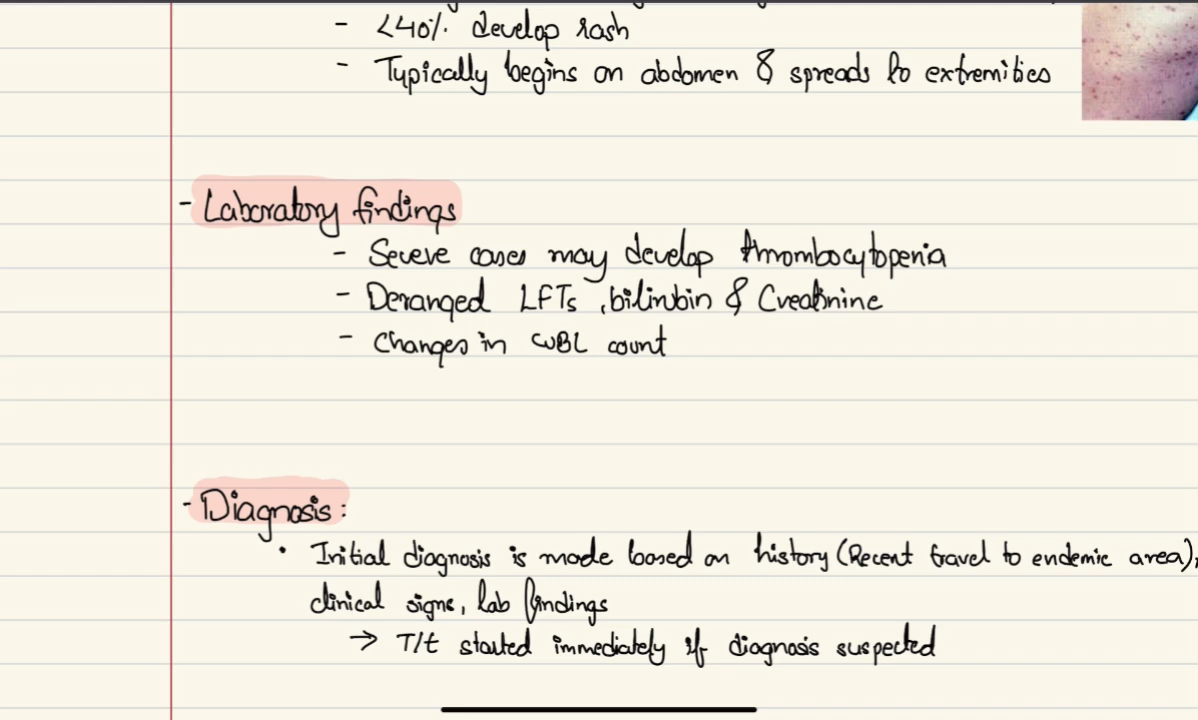 - <40% develop rash
- Typically begins on abdomen & spreads to extremities
- Laboratory findings
- Severe cases may develop thrombocytopenia
- Deranged LFTs, bilirubin & Creatinine
- Changes in WBC count
- Diagnosis:
• Initial diagnosis is made based on history (Recent travel to endemic area),
clinical signs, lab findings
→ T/t started immediately if diagnosis suspected